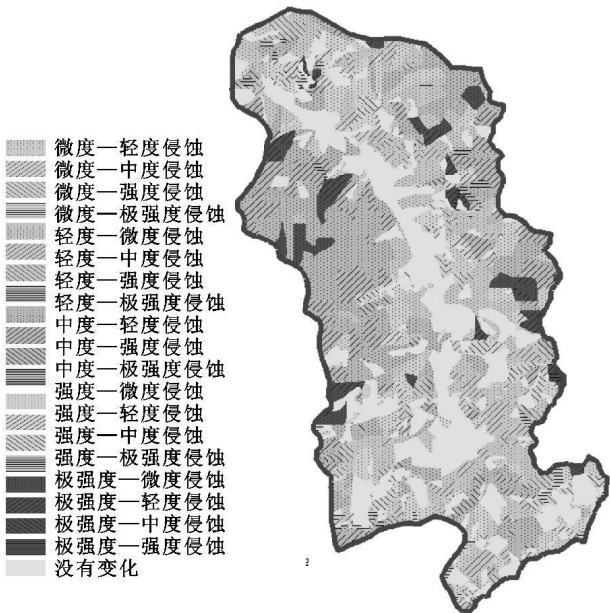 微度—轻度侵蚀
微度—中度侵蚀
微度—强度侵蚀
微度—极强度侵蚀
轻度—微度侵蚀
轻度—中度侵蚀
轻度—强度侵蚀
轻度—极强度侵蚀
中度—轻度侵蚀
中度—强度侵蚀
中度—极强度侵蚀
强度—微度侵蚀
强度—轻度侵蚀
强度—中度侵蚀
强度—极强度侵蚀
极强度—微度侵蚀
极强度—轻度侵蚀
极强度—中度侵蚀
极强度—强度侵蚀
没有变化